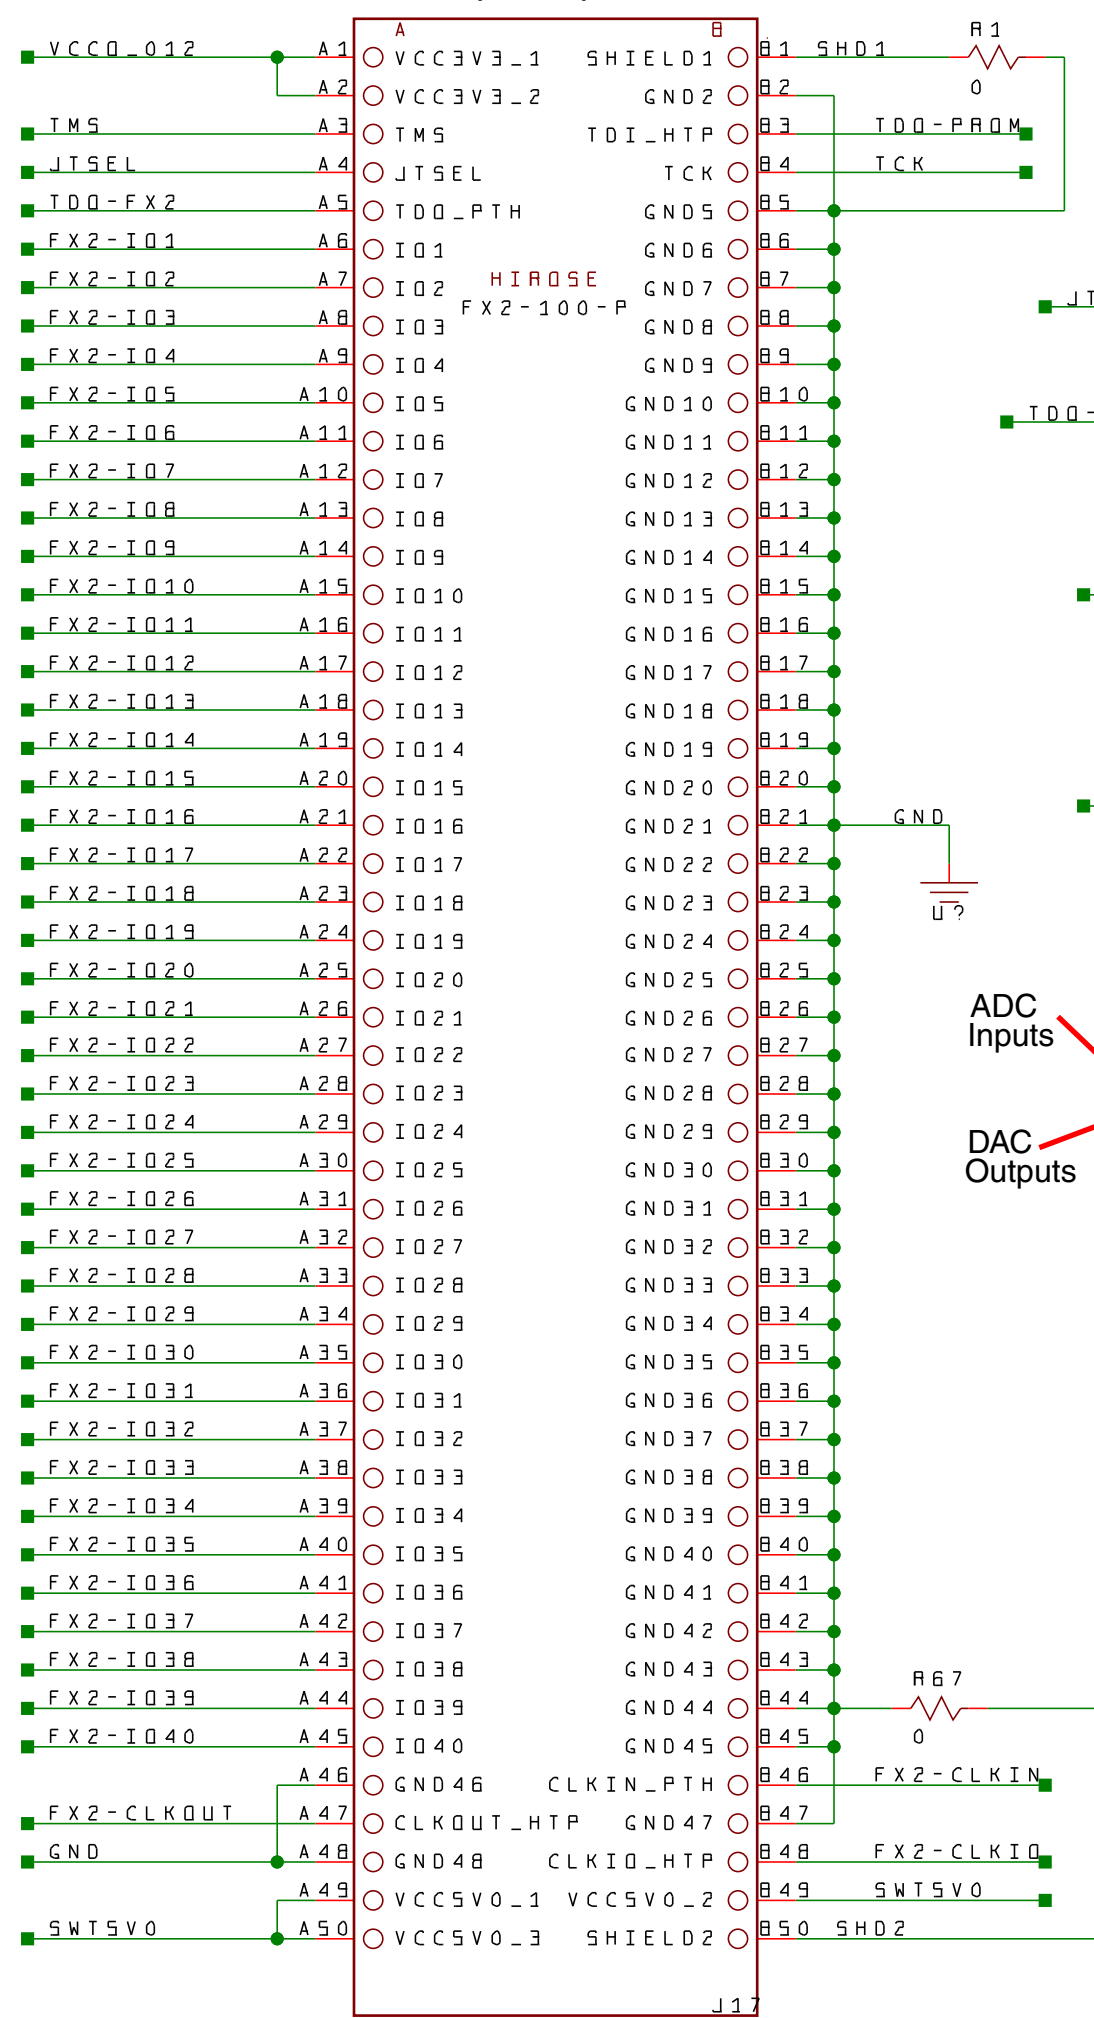 A B R1
VCCO_012 A1 VCC3V3_1 SHIELD1 B1 SHD1
A2 VCC3V3_2 GND2 B2 0
TMS A3 TMS TDI_HTP B3 TDO-PROM
JTSEL A4 JTSEL TCK B4 TCK
TDO-FX2 A5 TDO_PTH GND5 B5
FX2-IO1 A6 IO1 GND6 B6
HIROSE
FX2-IO2 A7 IO2 GND7 B7
FX2-100-P
JT
FX2-IO3 A8 IO3 GND8 B8
FX2-IO4 A9 IO4 GND9 B9
FX2-IO5 A10 IO5 GND10 B10
TDO-
FX2-IO6 A11 IO6 GND11 B11
FX2-IO7 A12 IO7 GND12 B12
FX2-IO8 A13 IO8 GND13 B13
FX2-IO9 A14 IO9 GND14 B14
FX2-IO10 A15 IO10 GND15 B15
FX2-IO11 A16 IO11 GND16 B16
FX2-IO12 A17 IO12 GND17 B17
FX2-IO13 A18 IO13 GND18 B18
FX2-IO14 A19 IO14 GND19 B19
FX2-IO15 A20 IO15 GND20 B20
FX2-IO16 A21 IO16 GND21 B21 GND
FX2-IO17 A22 IO17 GND22 B22
FX2-IO18 A23 IO18 GND23 B23
U?
FX2-IO19 A24 IO19 GND24 B24
FX2-IO20 A25 IO20 GND25 B25
FX2-IO21 A26 IO21 GND26 B26
ADC
Inputs
FX2-IO22 A27 IO22 GND27 B27
FX2-IO23 A28 IO23 GND28 B28
FX2-IO24 A29 IO24 GND29 B29
DAC
Outputs
FX2-IO25 A30 IO25 GND30 B30
FX2-IO26 A31 IO26 GND31 B31
FX2-IO27 A32 IO27 GND32 B32
FX2-IO28 A33 IO28 GND33 B33
FX2-IO29 A34 IO29 GND34 B34
FX2-IO30 A35 IO30 GND35 B35
FX2-IO31 A36 IO31 GND36 B36
FX2-IO32 A37 IO32 GND37 B37
FX2-IO33 A38 IO33 GND38 B38
FX2-IO34 A39 IO34 GND39 B39
FX2-IO35 A40 IO35 GND40 B40
FX2-IO36 A41 IO36 GND41 B41
FX2-IO37 A42 IO37 GND42 B42
FX2-IO38 A43 IO38 GND43 B43
R67
FX2-IO39 A44 IO39 GND44 B44
0
FX2-IO40 A45 IO40 GND45 B45
A46 GND46 CLKIN_PTH B46 FX2-CLKIN
FX2-CLKOUT A47 CLKOUT_HTP GND47 B47
GND A48 GND48 CLKIO_HTP B48 FX2-CLKIO
A49 VCC5V0_1 VCC5V0_2 B49 SWT5V0
SWT5V0 A50 VCC5V0_3 SHIELD2 B50 SHD2
J17